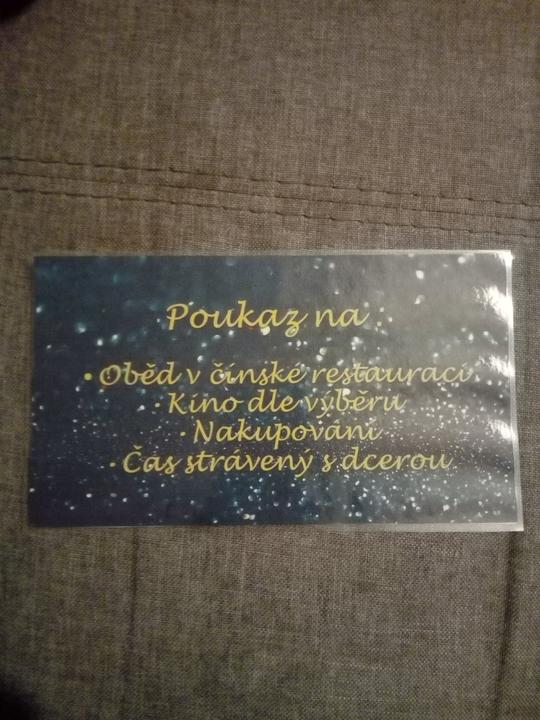 Poukaz na :
• Oběd v čínské restauraci
· Kino dle výběru
· Nakupování
· Čas strávený s dcerou